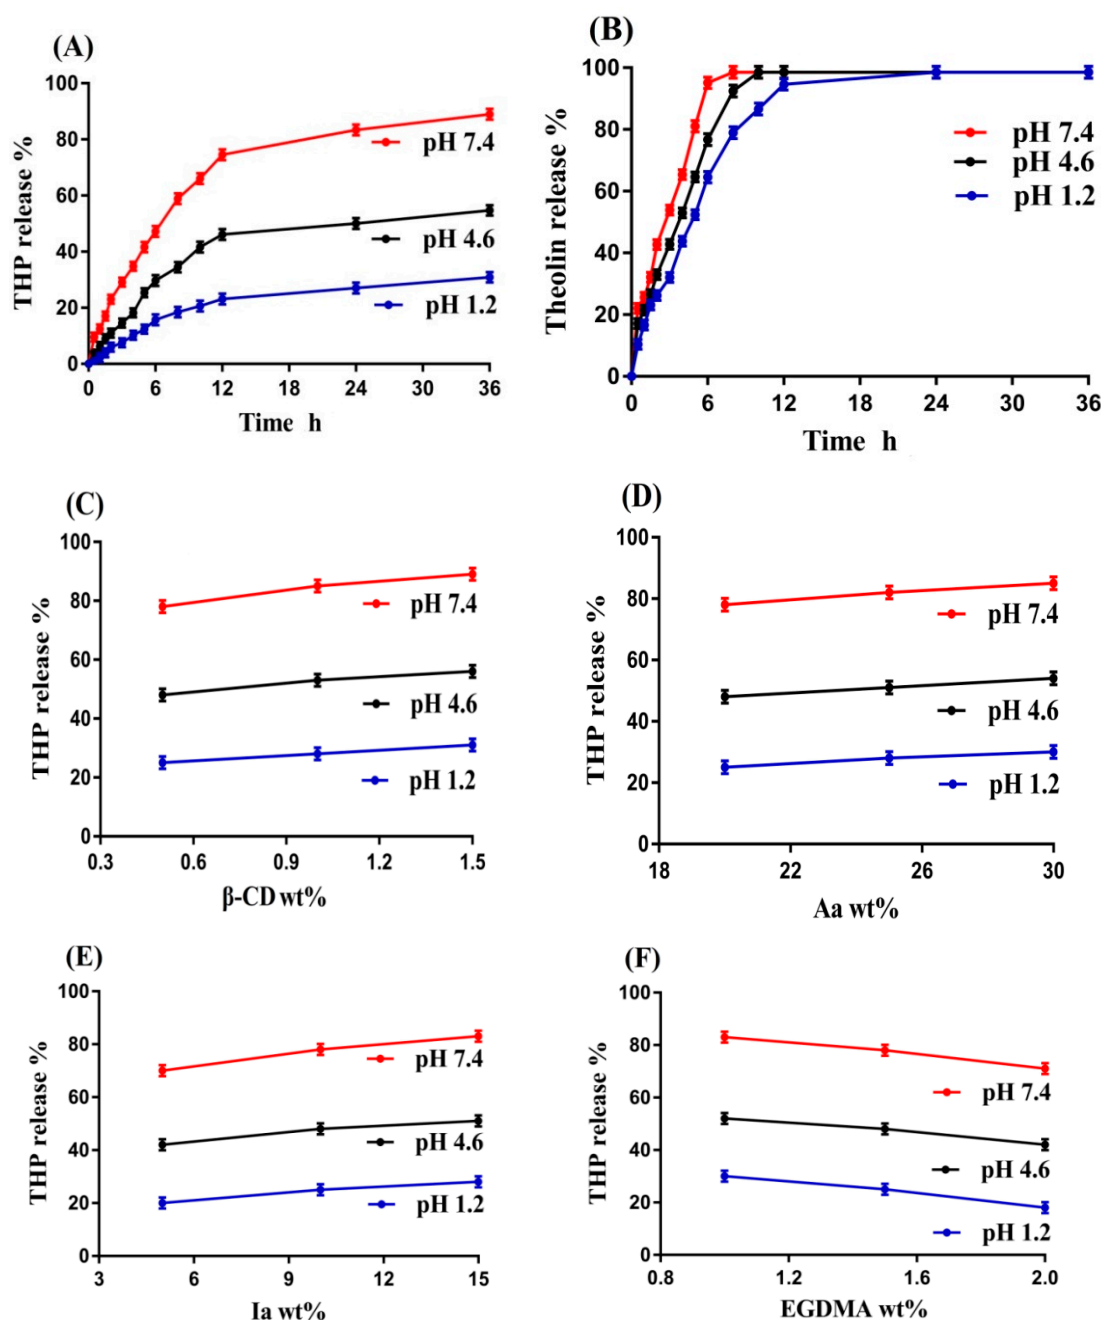 (A)
THP release %
100
80
60
40
20
0
0 6 12 18 24 30 36
Time h
pH 7.4
pH 4.6
pH 1.2
(B)
Theolin release %
100
80
60
40
20
0
0 6 12 18 24 30 36
Time h
pH 7.4
pH 4.6
pH 1.2
(C)
THP release %
100
80
60
40
20
0
0.3 0.6 0.9 1.2 1.5
β-CD wt%
pH 7.4
pH 4.6
pH 1.2
(D)
THP release %
100
80
60
40
20
0
18 22 26 30
Aa wt%
pH 7.4
pH 4.6
pH 1.2
(E)
THP release %
100
80
60
40
20
0
3 6 9 12 15
Ia wt%
pH 7.4
pH 4.6
pH 1.2
(F)
THP release %
100
80
60
40
20
0
0.8 1.2 1.6 2.0
EGDMA wt%
pH 7.4
pH 4.6
pH 1.2